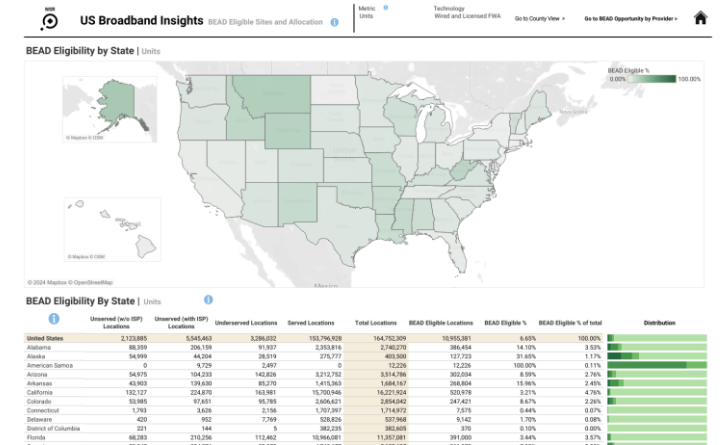 WSR
US Broadband Insights
BEAD Eligible Sites and Allocation
Metric
Units
Technology
Wired and Licensed FWA
Go to County View >
Go to BEAD Opportunity by Provider >
BEAD Eligibility by State | Units
BEAD Eligible %
0.00% 100.00%
© Mapbox © OSM
© Mapbox © OSM
© 2024 Mapbox © OpenStreetMap
Mexico
BEAD Eligibility By State | Units
Unserved (w/o ISP) Locations Unserved (with ISP) Locations Underserved Locations Served Locations Total Locations BEAD Eligible Locations BEAD Eligible % BEAD Eligible % of total Distribution
United States 2,123,885 5,545,463 3,286,032 153,796,928 164,752,309 10,955,381 6.65% 100.00%
Alabama 88,359 206,159 91,937 2,353,816 2,740,270 386,454 14.10% 3.53%
Alaska 54,999 44,204 28,519 275,777 403,500 127,723 31.65% 1.17%
American Samoa 0 9,729 2,497 0 12,226 12,226 100.00% 0.11%
Arizona 54,975 104,233 142,826 3,212,752 3,514,786 302,034 8.59% 2.76%
Arkansas 43,903 139,630 85,270 1,415,363 1,684,167 268,804 15.96% 2.45%
California 132,127 224,870 163,981 15,700,946 16,221,924 520,978 3.21% 4.76%
Colorado 53,985 97,651 95,785 2,606,621 2,854,042 247,421 8.67% 2.26%
Connecticut 1,793 3,626 2,156 1,707,397 1,714,972 7,575 0.44% 0.07%
Delaware 420 952 7,769 528,826 537,968 9,142 1.70% 0.08%
District of Columbia 221 144 5 382,235 382,605 370 0.10% 0.00%
Florida 68,283 210,256 112,462 10,966,081 11,357,081 391,000 3.44% 3.57%